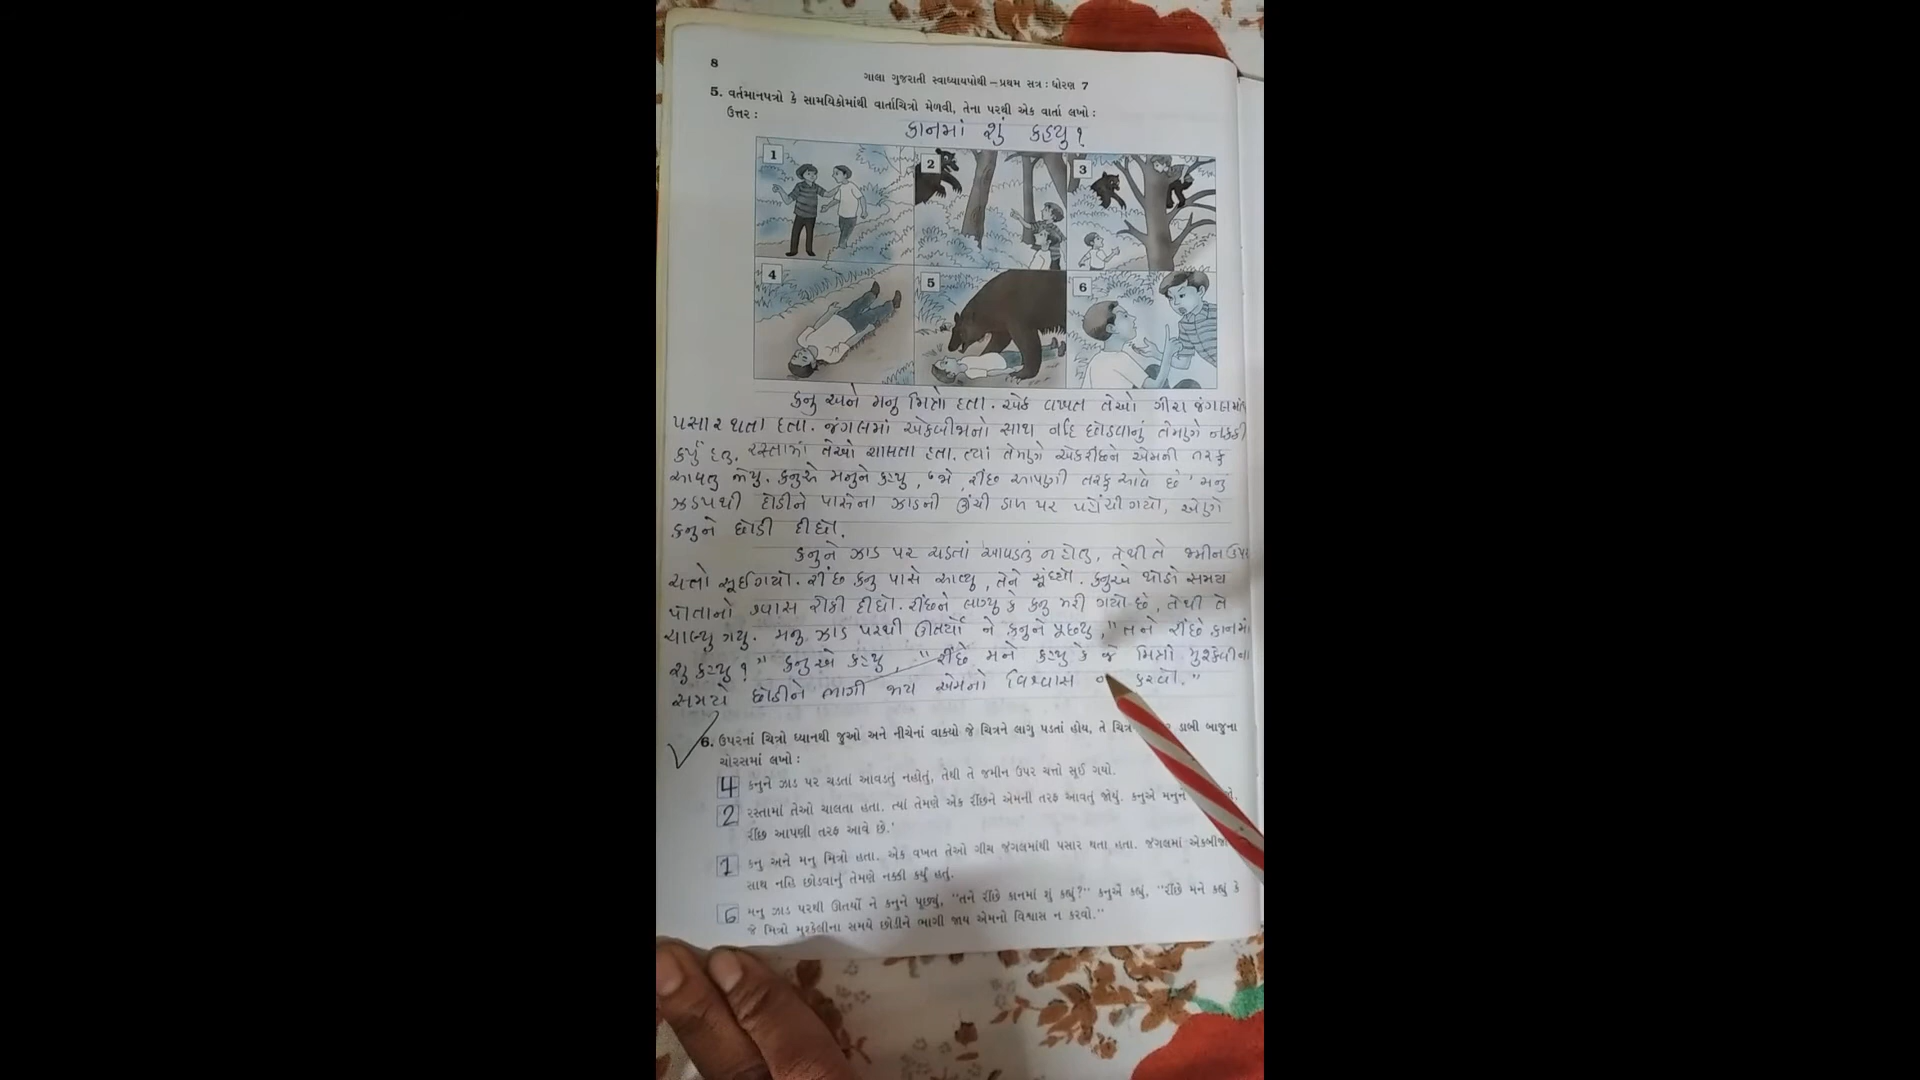 8
ગાલા ગુજરાતી સ્વાધ્યાયપોથી – પ્રથમ સત્ર : ધોરણ 7
5. વર્તમાનપત્રો કે સામયિકોમાંથી વાર્તાચિત્રો મેળવી, તેના પરથી એક વાર્તા લખો :
ઉત્તર :
કાનમાં શું કહ્યુ ?
1
2
3
4
5
6
કનુ અને મનુ મિત્રો હતા. એક વખત તેઓ ગીચ જંગલમાંથી
પસાર થતા હતા. જંગલમાં એકબીજાનો સાથ નહિ છોડવાનું તેમણે નક્કી
કર્યું હતુ. રસ્તામાં તેઓ ચાલતા હતા. ત્યાં તેમણે એક રીંછને એમની તરફ
આવતુ જોયુ. કનુએ મનુને કહ્યુ, 'જો, રીંછ આપણી તરફ આવે છે' મનુ
ઝડપથી દોડીને પાસેના ઝાડની ઊંચી ડાળ પર પહોંચી ગયો, એણે
કનુને છોડી દીધો.
કનુને ઝાડ પર ચડતાં આવડતું ન હોતુ, તેથી તે જમીન ઉપર
ચતો સૂઈ ગયો. રીંછ કનુ પાસે આવ્યુ, તેને સૂંઘ્યો. કનુએ થોડો સમય
પોતાનો શ્વાસ રોકી દીધો. રીંછને લાગ્યુ કે કનુ મરી ગયો છે, તેથી તે
ચાલ્યુ ગયુ. મનુ ઝાડ પરથી ઊતર્યો ને કનુને પૂછ્યુ, "તને રીંછે કાનમાં
શુ કહ્યુ ?" કનુએ કહ્યુ, "રીંછે મને કહ્યુ કે જે મિત્રો મુશ્કેલીના
સમયે છોડીને ભાગી જાય એમનો વિશ્વાસ ન કરવો."
6. ઉપરનાં ચિત્રો ધ્યાનથી જુઓ અને નીચેનાં વાક્યો જે ચિત્રને લાગુ પડતાં હોય, તે ડાબી બાજુના
ચોરસમાં લખો :
4 કનુને ઝાડ પર ચડતાં આવડતું નહોતું, તેથી તે જમીન ઉપર ચત્તો સૂઈ ગયો.
2 રસ્તામાં તેઓ ચાલતા હતા. ત્યાં તેમણે એક રીંછને એમની તરફ આવતું જોયું. કનુએ મનુને
રીંછ આપણી તરફ આવે છે.'
1 કનુ અને મનુ મિત્રો હતા. એક વખત તેઓ ગીચ જંગલમાંથી પસાર થતા હતા. જંગલમાં એકબીજાનો
સાથ નહિ છોડવાનું તેમણે નક્કી કર્યું હતું.
6 મનુ ઝાડ પરથી ઊતર્યો ને કનુને પૂછ્યું, "તને રીંછે કાનમાં શું કહ્યું?" કનુએ કહ્યું, "રીંછે મને કહ્યું કે
જે મિત્રો મુશ્કેલીના સમયે છોડીને ભાગી જાય એમનો વિશ્વાસ ન કરવો."